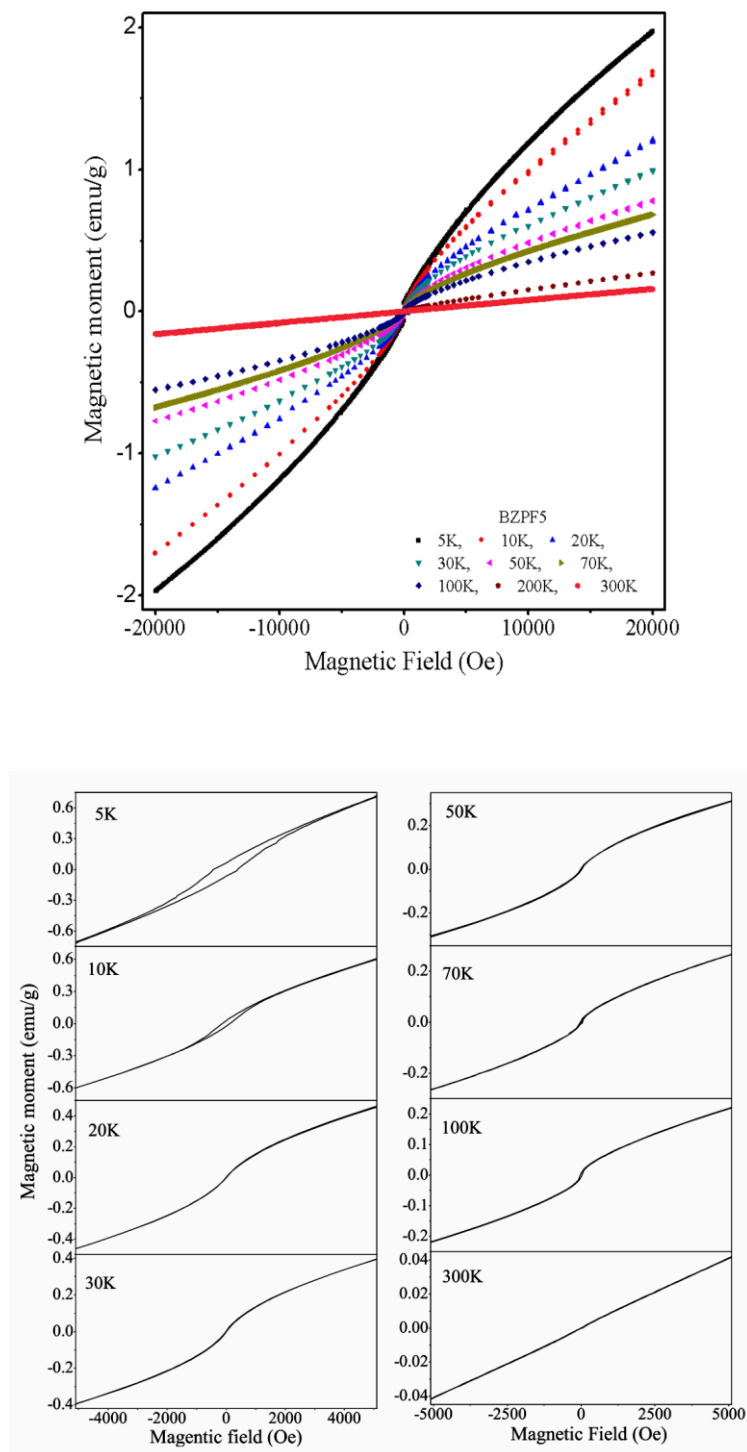 2
1
0
-1
-2
Magnetic moment (emu/g)
BZPF5
5K, 10K, 20K,
30K, 50K, 70K,
100K, 200K, 300K
-20000 -10000 0 10000 20000
Magnetic Field (Oe)
Magnetic moment (emu/g)
5K
0.6
0.3
0.0
-0.3
-0.6
10K
0.6
0.3
0.0
-0.3
-0.6
20K
0.4
0.2
0.0
-0.2
-0.4
30K
0.4
0.2
0.0
-0.2
-0.4
-4000 -2000 0 2000 4000
Magentic field (Oe)
50K
0.2
0.0
-0.2
70K
0.2
0.0
-0.2
100K
0.2
0.1
0.0
-0.1
-0.2
300K
0.04
0.02
0.00
-0.02
-0.04
-5000 -2500 0 2500 5000
Magnetic Field (Oe)